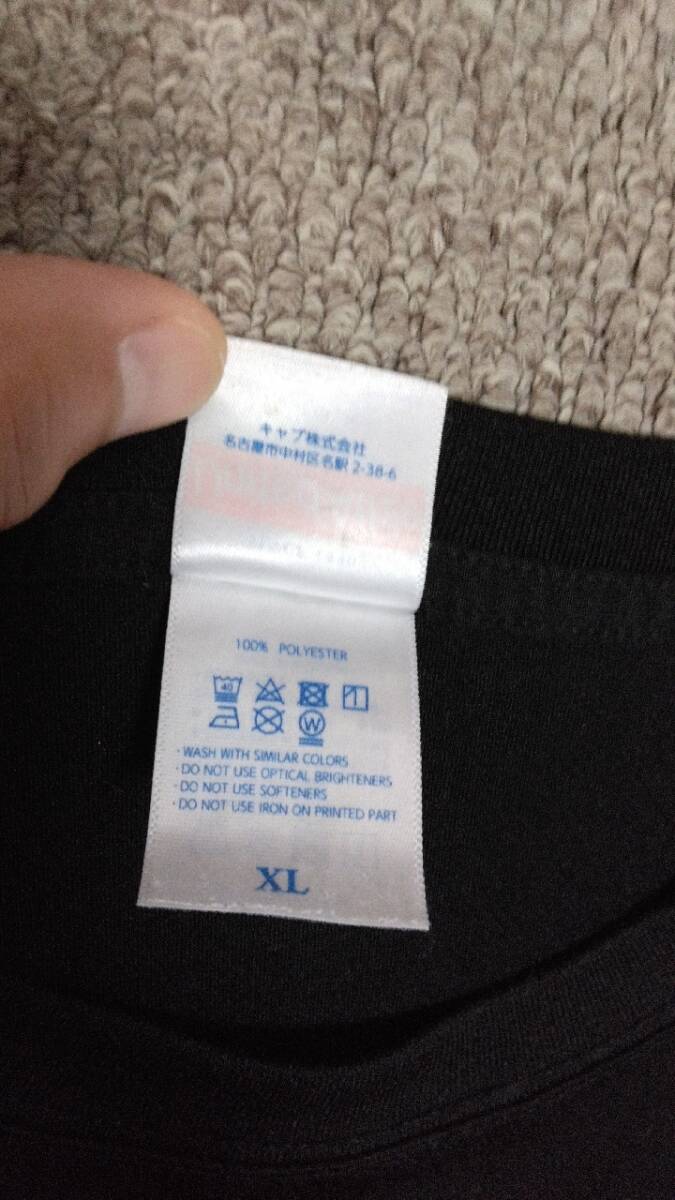 キャブ株式会社
名古屋市中村区名駅 2-38-6
100% POLYESTER
40
W
· WASH WITH SIMILAR COLORS
· DO NOT USE OPTICAL BRIGHTENERS
· DO NOT USE SOFTENERS
· DO NOT USE IRON ON PRINTED PART
XL